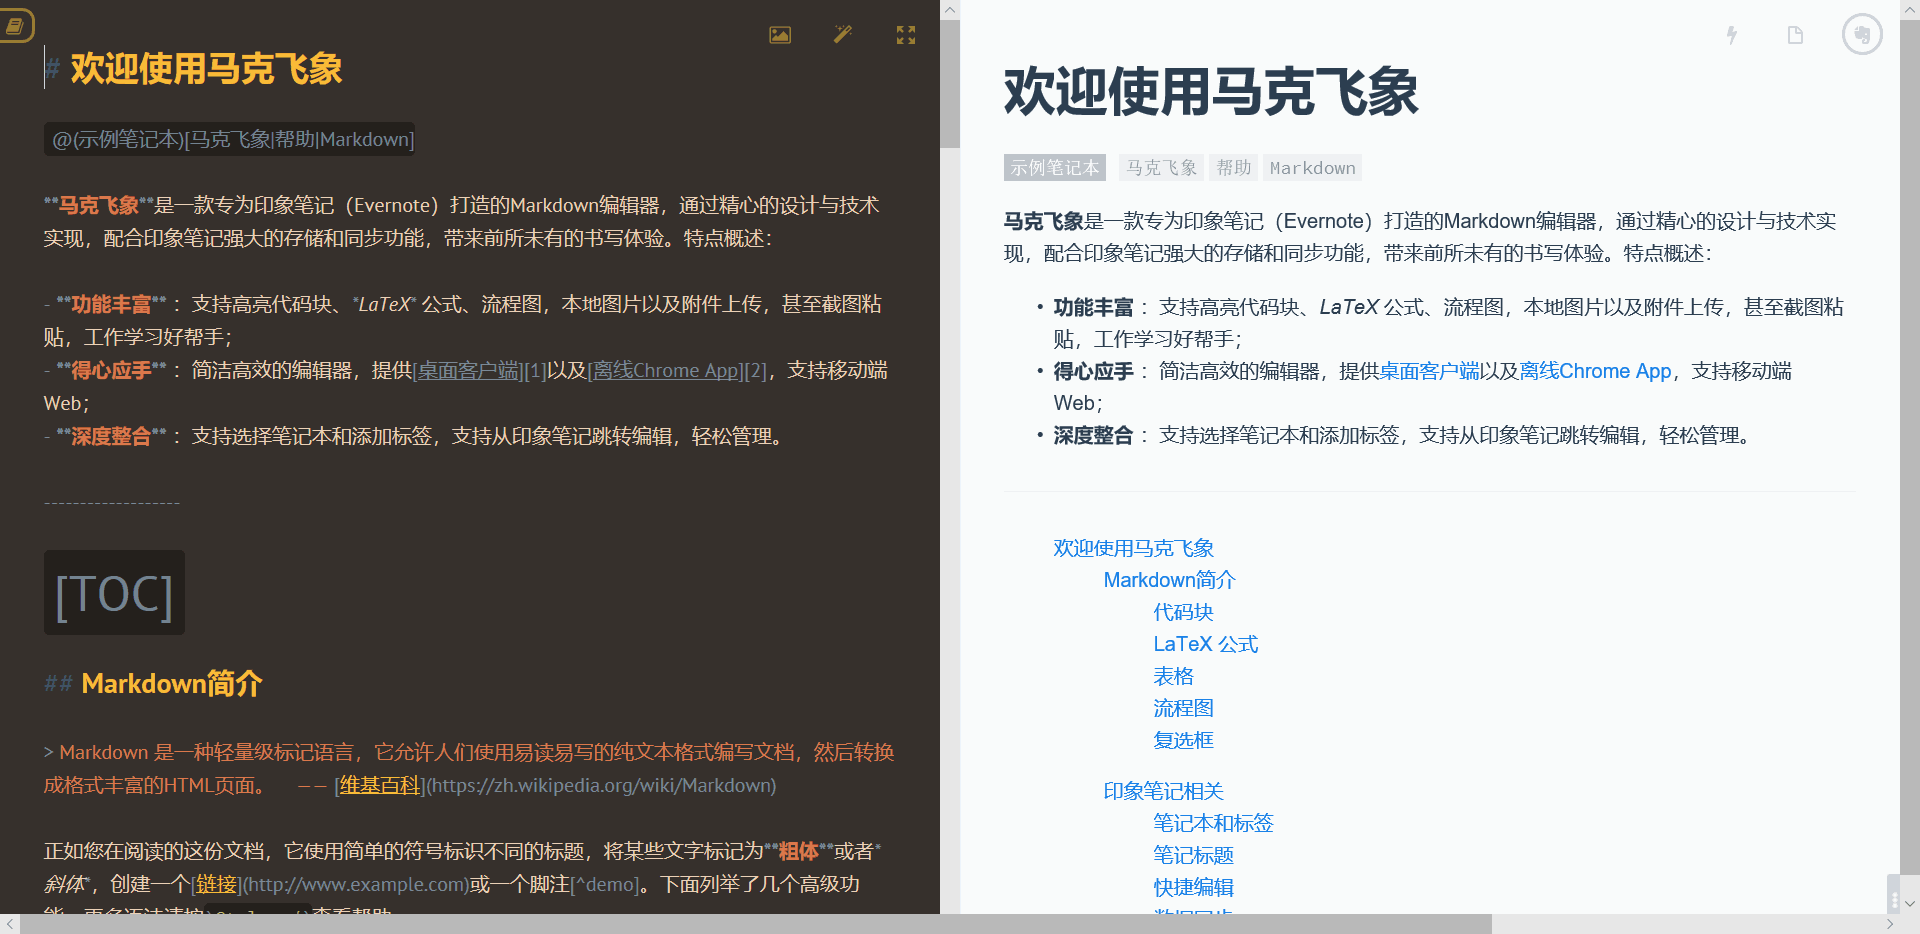 # 欢迎使用马克飞象
@(示例笔记本)[马克飞象|帮助|Markdown]
**马克飞象**是一款专为印象笔记（Evernote）打造的Markdown编辑器，通过精心的设计与技术
实现，配合印象笔记强大的存储和同步功能，带来前所未有的书写体验。特点概述：
- **功能丰富** ：支持高亮代码块、*LaTeX* 公式、流程图，本地图片以及附件上传，甚至截图粘
贴，工作学习好帮手；
- **得心应手** ：简洁高效的编辑器，提供[桌面客户端][1]以及[离线Chrome App][2]，支持移动端
Web；
- **深度整合** ：支持选择笔记本和添加标签，支持从印象笔记跳转编辑，轻松管理。
-------------------
[TOC]
## Markdown简介
> Markdown 是一种轻量级标记语言，它允许人们使用易读易写的纯文本格式编写文档，然后转换
成格式丰富的HTML页面。 —— [维基百科](https://zh.wikipedia.org/wiki/Markdown)
正如您在阅读的这份文档，它使用简单的符号标识不同的标题，将某些文字标记为**粗体**或者*
斜体*，创建一个[链接](http://www.example.com)或一个脚注[^demo]。下面列举了几个高级功
欢迎使用马克飞象
示例笔记本 马克飞象 帮助 Markdown
马克飞象是一款专为印象笔记（Evernote）打造的Markdown编辑器，通过精心的设计与技术实
现，配合印象笔记强大的存储和同步功能，带来前所未有的书写体验。特点概述：
• 功能丰富 ：支持高亮代码块、LaTeX 公式、流程图，本地图片以及附件上传，甚至截图粘
贴，工作学习好帮手；
• 得心应手 ：简洁高效的编辑器，提供桌面客户端以及离线Chrome App，支持移动端
Web；
• 深度整合 ：支持选择笔记本和添加标签，支持从印象笔记跳转编辑，轻松管理。
欢迎使用马克飞象
Markdown简介
代码块
LaTeX 公式
表格
流程图
复选框
印象笔记相关
笔记本和标签
笔记标题
快捷编辑